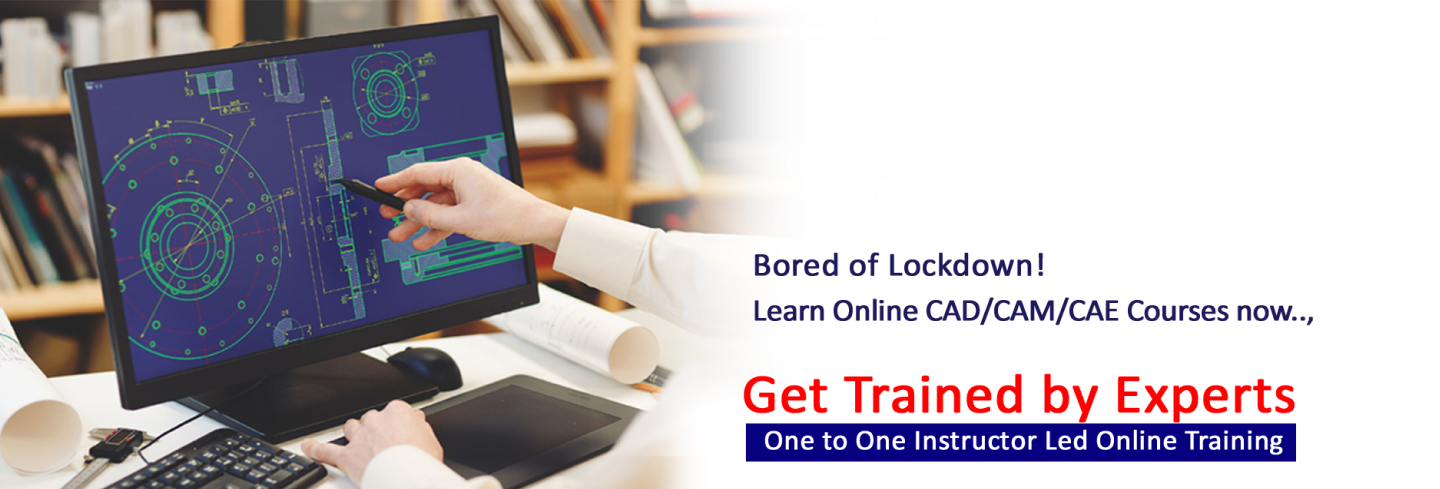 Bored of Lockdown!
Learn Online CAD/CAM/CAE Courses now..,
Get Trained by Experts
One to One Instructor Led Online Training